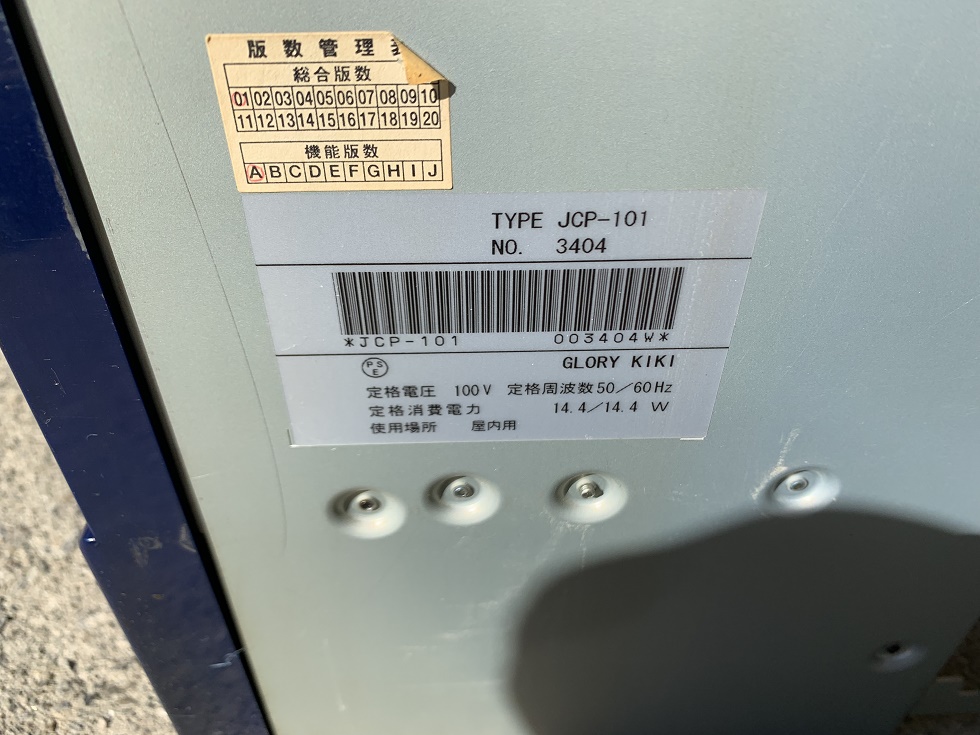 版数管理
総合版数
01 02 03 04 05 06 07 08 09 10
11 12 13 14 15 16 17 18 19 20
機能版数
A B C D E F G H I J
TYPE JCP-101
NO. 3404
*JCP-101 003404W*
PSE
GLORY KIKI
定格電圧 100V 定格周波数50/60Hz
定格消費電力 14.4/14.4 W
使用場所 屋内用